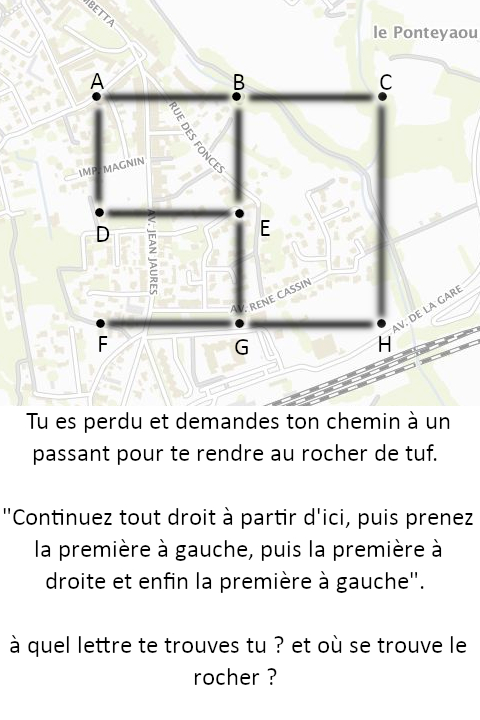 MBETTA
le Ponteyaou
A
B
C
RUE DES FONCES
IMP. MAGNIN
D
E
AV. JEAN JAURES
AV. RENE CASSIN
AV. DE LA GARE
F
G
H
Tu es perdu et demandes ton chemin à un
passant pour te rendre au rocher de tuf.
"Continuez tout droit à partir d'ici, puis prenez
la première à gauche, puis la première à
droite et enfin la première à gauche".
à quel lettre te trouves tu ? et où se trouve le
rocher ?